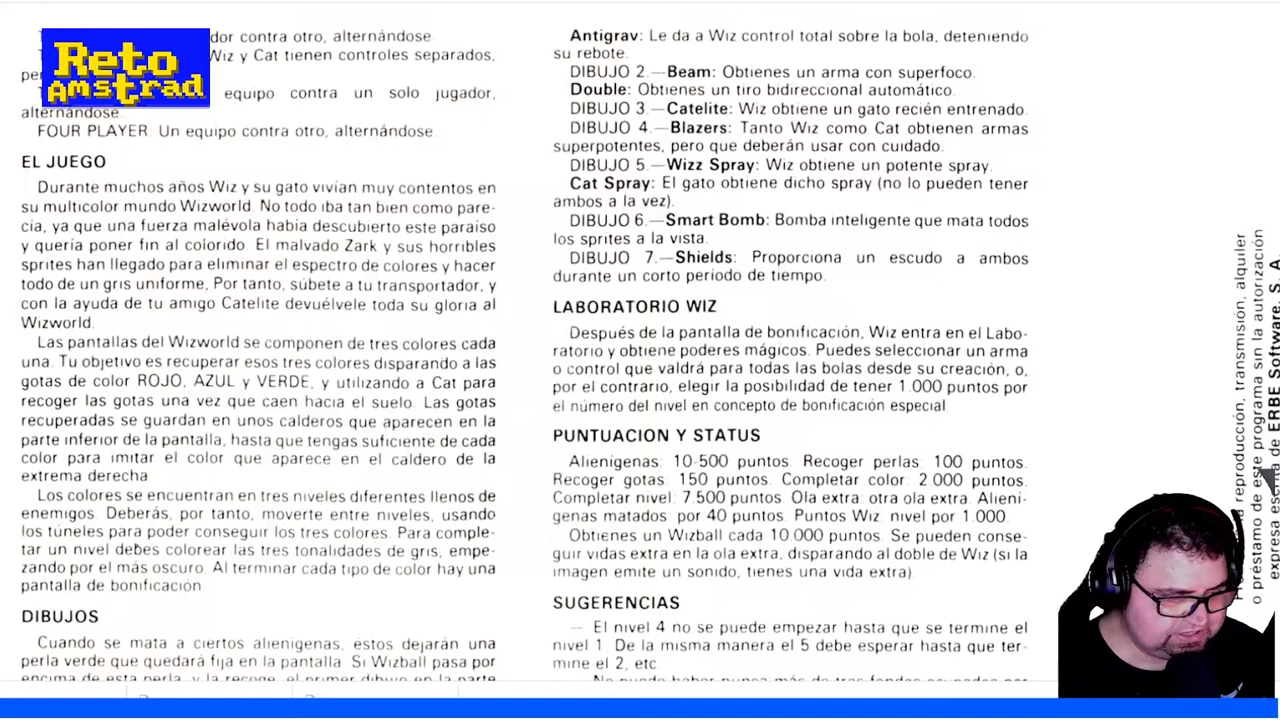 Reto
Amstrad
dor contra otro, alternándose.
Wiz y Cat tienen controles separados,
equipo contra un solo jugador,
alternándose.
FOUR PLAYER: Un equipo contra otro, alternándose.
EL JUEGO
Durante muchos años Wiz y su gato vivían muy contentos en
su multicolor mundo Wizworld. No todo iba tan bien como pare-
cía, ya que una fuerza malévola había descubierto este paraíso
y quería poner fin al colorido. El malvado Zark y sus horribles
sprites han llegado para eliminar el espectro de colores y hacer
todo de un gris uniforme, Por tanto, súbete a tu transportador, y
con la ayuda de tu amigo Catelite devuélvele toda su gloria al
Wizworld.
Las pantallas del Wizworld se componen de tres colores cada
una. Tu objetivo es recuperar esos tres colores disparando a las
gotas de color ROJO, AZUL y VERDE, y utilizando a Cat para
recoger las gotas una vez que caen hacia el suelo. Las gotas
recuperadas se guardan en unos calderos que aparecen en la
parte inferior de la pantalla, hasta que tengas suficiente de cada
color para imitar el color que aparece en el caldero de la
extrema derecha.
Los colores se encuentran en tres niveles diferentes llenos de
enemigos. Deberás, por tanto, moverte entre niveles, usando
los túneles para poder conseguir los tres colores. Para comple-
tar un nivel debes colorear las tres tonalidades de gris, empe-
zando por el más oscuro. Al terminar cada tipo de color hay una
pantalla de bonificación.
DIBUJOS
Cuando se mata a ciertos alienígenas, éstos dejarán una
perla verde que quedará fija en la pantalla. Si Wizball pasa por
encima de esta perla, y la recoge, el primer dibujo en la parte
Antigrav: Le da a Wiz control total sobre la bola, deteniendo
su rebote.
DIBUJO 2.—Beam: Obtienes un arma con superfoco.
Double: Obtienes un tiro bidireccional automático.
DIBUJO 3.—Catelite: Wiz obtiene un gato recién entrenado.
DIBUJO 4.—Blazers: Tanto Wiz como Cat obtienen armas
superpotentes, pero que deberán usar con cuidado.
DIBUJO 5.—Wizz Spray: Wiz obtiene un potente spray.
Cat Spray: El gato obtiene dicho spray (no lo pueden tener
ambos a la vez).
DIBUJO 6.—Smart Bomb: Bomba inteligente que mata todos
los sprites a la vista.
DIBUJO 7.—Shields: Proporciona un escudo a ambos
durante un corto período de tiempo.
LABORATORIO WIZ
Después de la pantalla de bonificación, Wiz entra en el Labo-
ratorio y obtiene poderes mágicos. Puedes seleccionar un arma
o control que valdrá para todas las bolas desde su creación, o,
por el contrario, elegir la posibilidad de tener 1.000 puntos por
el número del nivel en concepto de bonificación especial.
PUNTUACION Y STATUS
Alienígenas: 10-500 puntos. Recoger perlas: 100 puntos.
Recoger gotas: 150 puntos. Completar color: 2.000 puntos.
Completar nivel: 7.500 puntos. Ola extra: otra ola extra. Aliení-
genas matados: por 40 puntos. Puntos Wiz: nivel por 1.000.
Obtienes un Wizball cada 10.000 puntos. Se pueden conse-
guir vidas extra en la ola extra, disparando al doble de Wiz (si la
imagen emite un sonido, tienes una vida extra).
SUGERENCIAS
— El nivel 4 no se puede empezar hasta que se termine el
nivel 1. De la misma manera el 5 debe esperar hasta que ter-
mine el 2, etc.
reproducción, transmisión, alquiler
o préstamo de este programa sin la autorización
expresa escrita de ERBE Software, S. A.